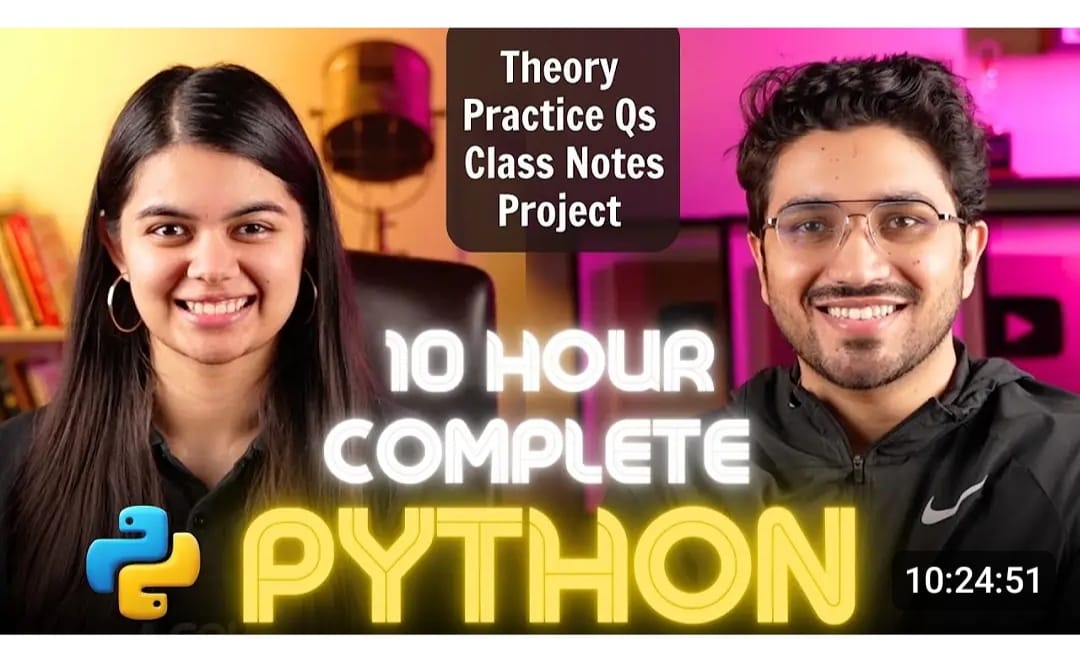 Theory
Practice Qs
Class Notes
Project
10 HOUR
COMPLETE
PYTHON
10:24:51